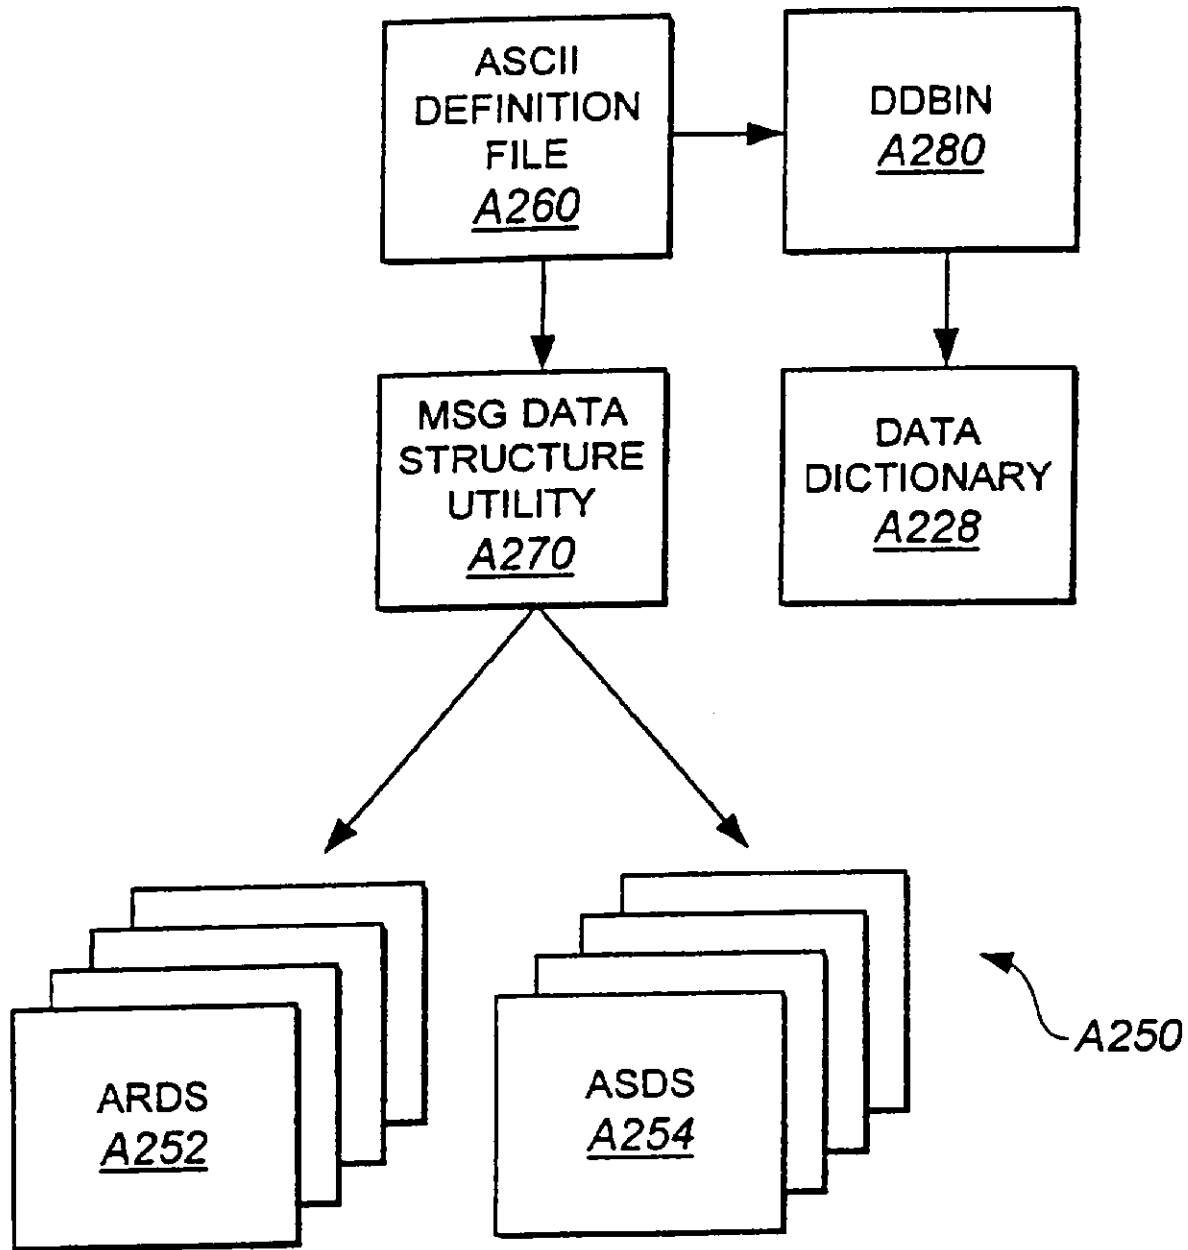 ASCII
DEFINITION
FILE
A260
DDBIN
A280
MSG DATA
STRUCTURE
UTILITY
A270
DATA
DICTIONARY
A228
ARDS
A252
ASDS
A254
A250